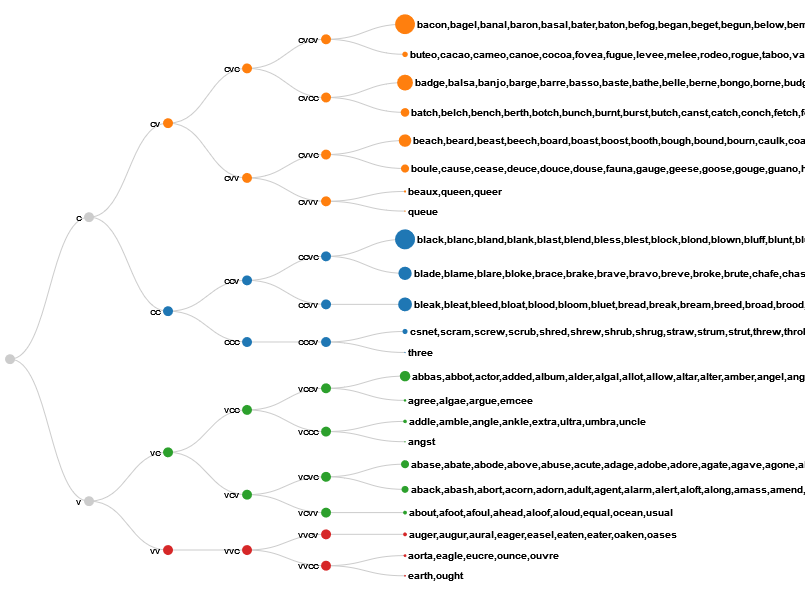 bacon,bagel,banal,baron,basal,bater,baton,befog,began,beget,begun,below,bem
cvcv
buteo,cacao,cameo,canoe,cocoa,fovea,fugue,levee,melee,rodeo,rogue,taboo,va
cvc
badge,balsa,banjo,barge,barre,basso,baste,bathe,belle,berne,bongo,borne,budg
cvcc
batch,belch,bench,berth,botch,bunch,burnt,burst,butch,canst,catch,conch,fetch,f
cv
beach,beard,beast,beech,board,boast,boost,booth,bough,bound,bourn,caulk,coa
cvvc
boule,cause,cease,deuce,douce,douse,fauna,gauge,geese,goose,gouge,guano,h
cvv
beaux,queen,queer
cvvv
queue
c
black,blanc,bland,blank,blast,blend,bless,blest,block,blond,blown,bluff,blunt,bl
ccvc
blade,blame,blare,bloke,brace,brake,brave,bravo,breve,broke,brute,chafe,chas
ccv
ccvv bleak,bleat,bleed,bloat,blood,bloom,bluet,bread,break,bream,breed,broad,brood,
cc
csnet,scram,screw,scrub,shred,shrew,shrub,shrug,straw,strum,strut,threw,thro
ccc cccv
three
abbas,abbot,actor,added,album,alder,algal,allot,allow,altar,alter,amber,angel,ang
vccv
agree,algae,argue,emcee
vcc
addle,amble,angle,ankle,extra,ultra,umbra,uncle
vccc
angst
vc
abase,abate,abode,above,abuse,acute,adage,adobe,adore,agate,agave,agone,a
vcvc
aback,abash,abort,acorn,adorn,adult,agent,alarm,alert,aloft,along,amass,amend,
vcv
v
vcvv about,afoot,afoul,ahead,aloof,aloud,equal,ocean,usual
vvcv auger,augur,aural,eager,easel,eaten,eater,oaken,oases
vv vvc
aorta,eagle,eucre,ounce,ouvre
vvcc
earth,ought